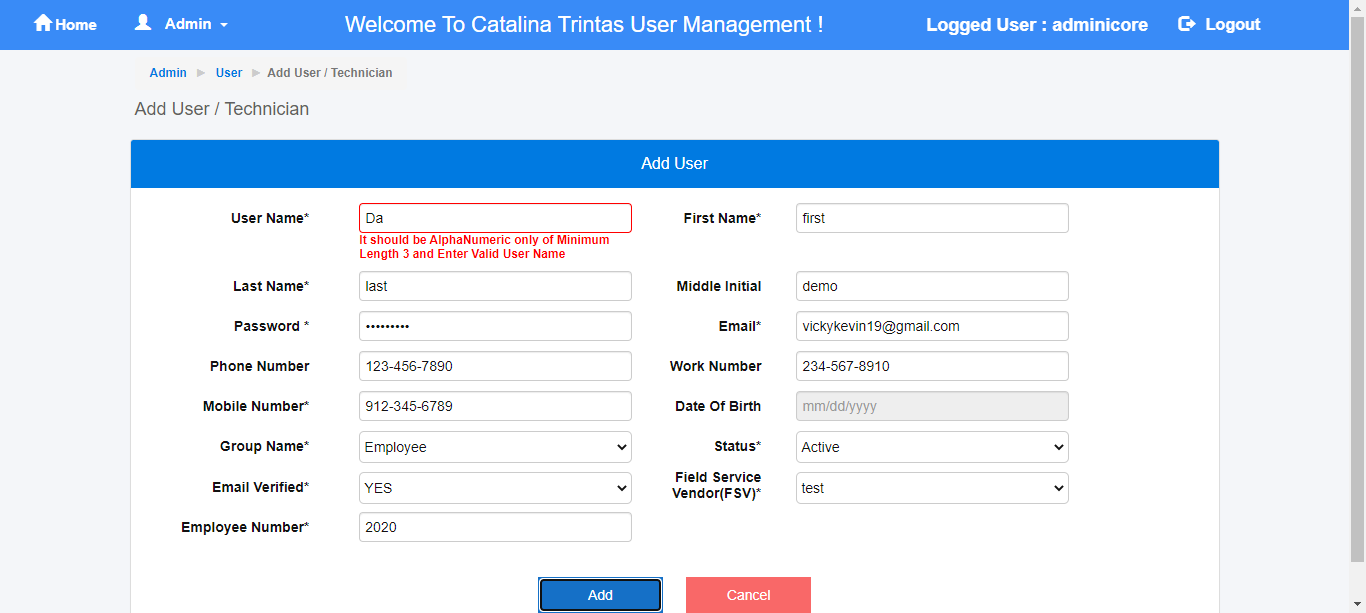 Home Admin Welcome To Catalina Trintas User Management ! Logged User : adminicore Logout
Admin User Add User / Technician
Add User / Technician
Add User
User Name* Da First Name* first
It should be AlphaNumeric only of Minimum
Length 3 and Enter Valid User Name
Last Name* last Middle Initial demo
Password * ••••••••• Email* vickykevin19@gmail.com
Phone Number 123-456-7890 Work Number 234-567-8910
Mobile Number* 912-345-6789 Date Of Birth mm/dd/yyyy
Group Name* Employee Status* Active
Email Verified* YES Field Service
Vendor(FSV)* test
Employee Number* 2020
Add Cancel